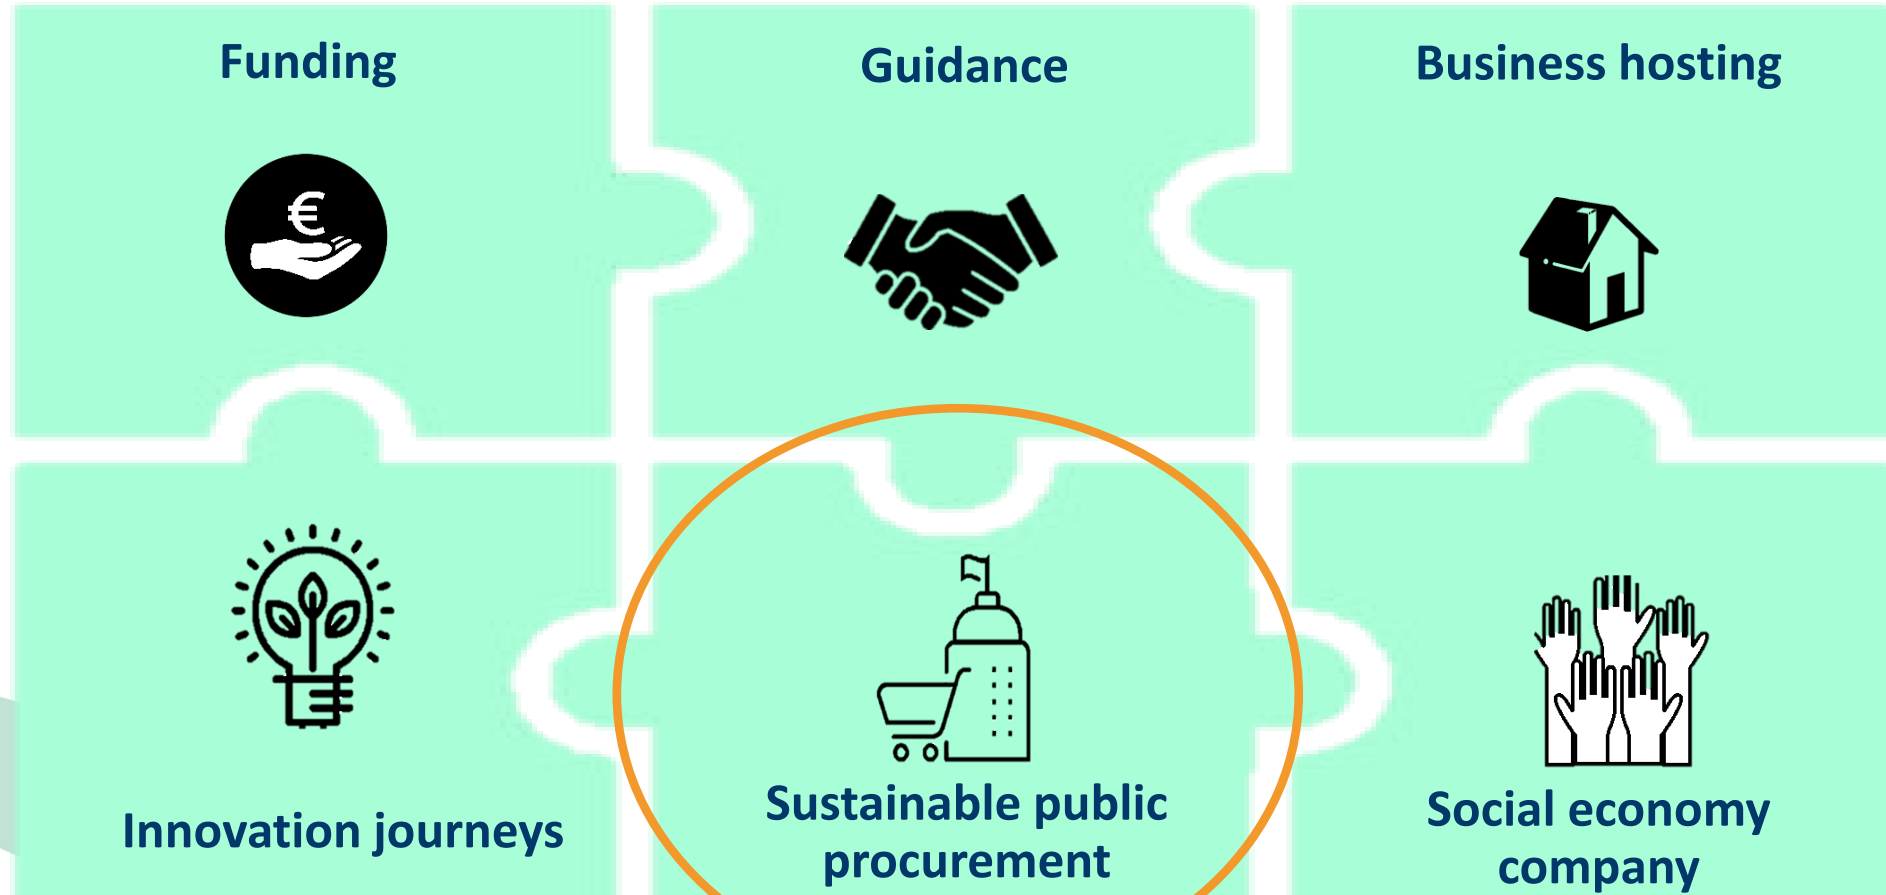 Funding
Guidance
Business hosting
€
Innovation journeys
Sustainable public
procurement
Social economy
company